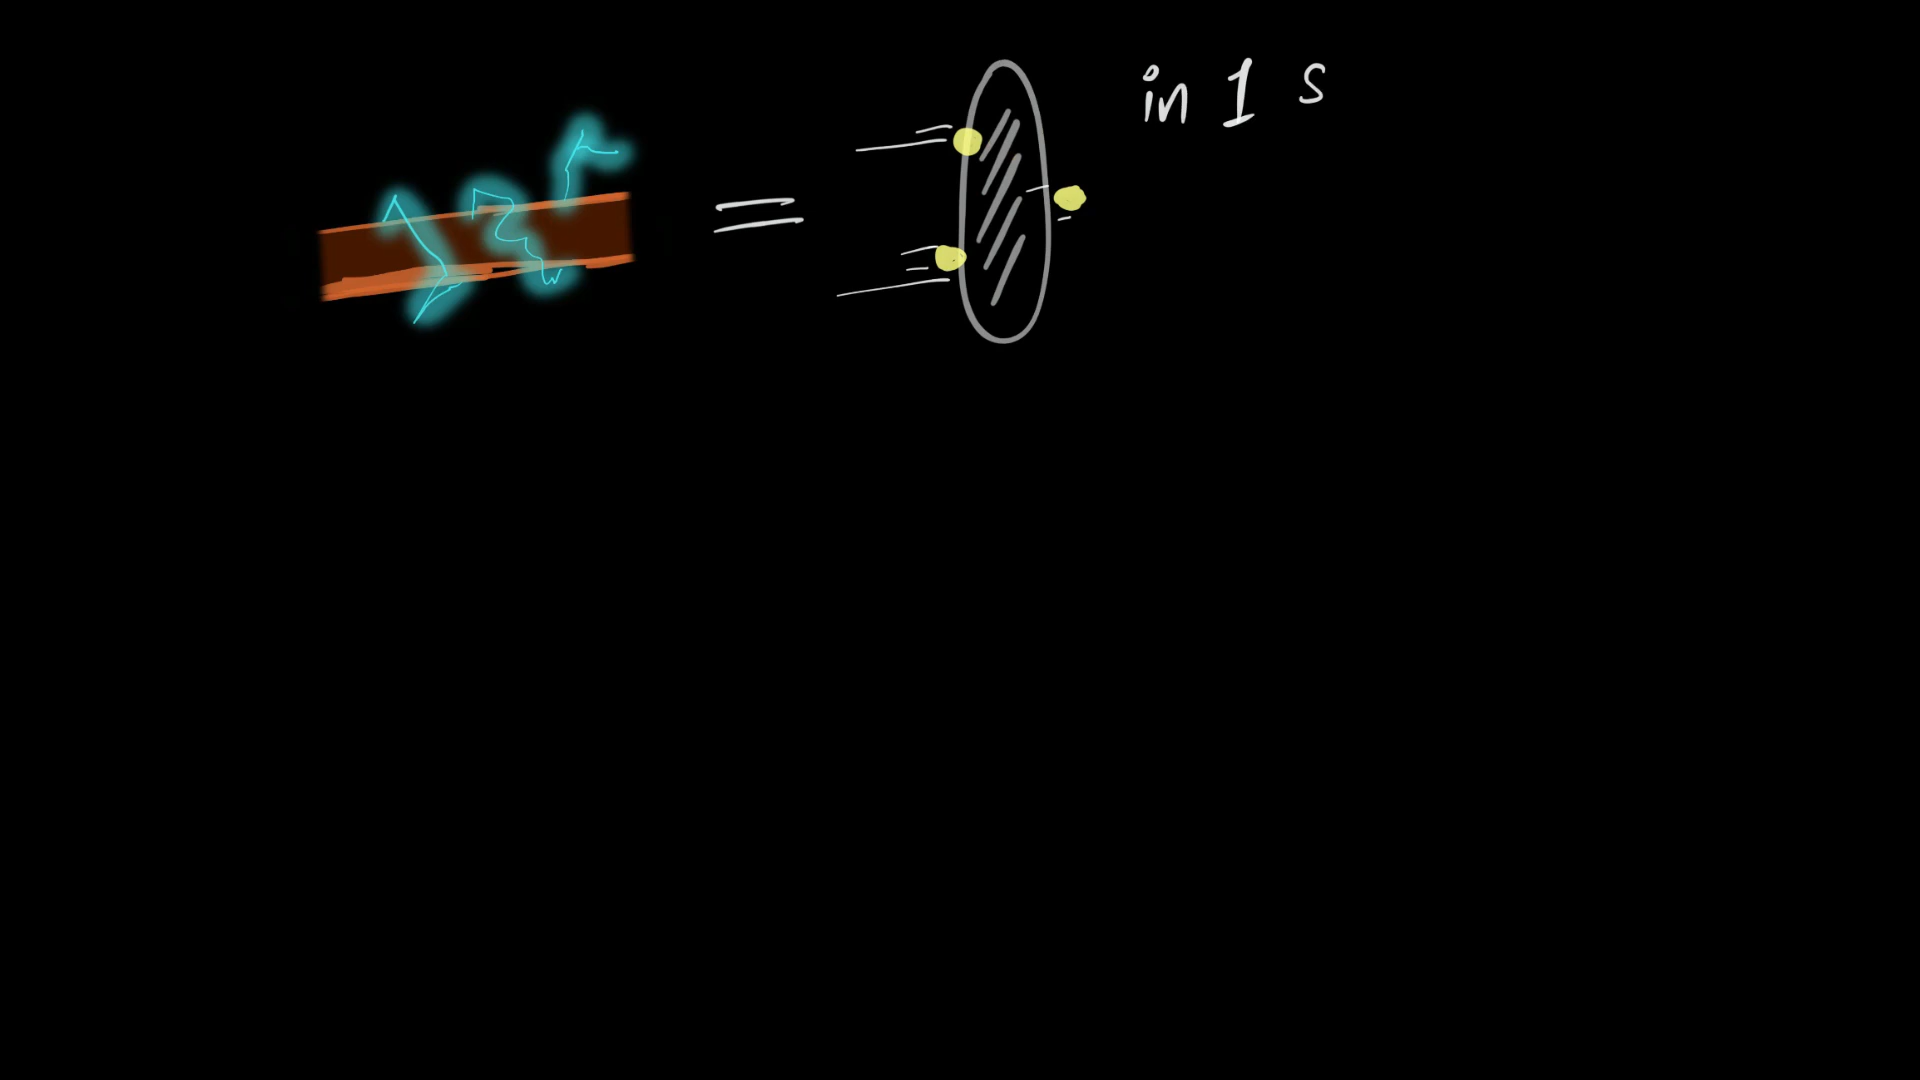 =
in 1 s